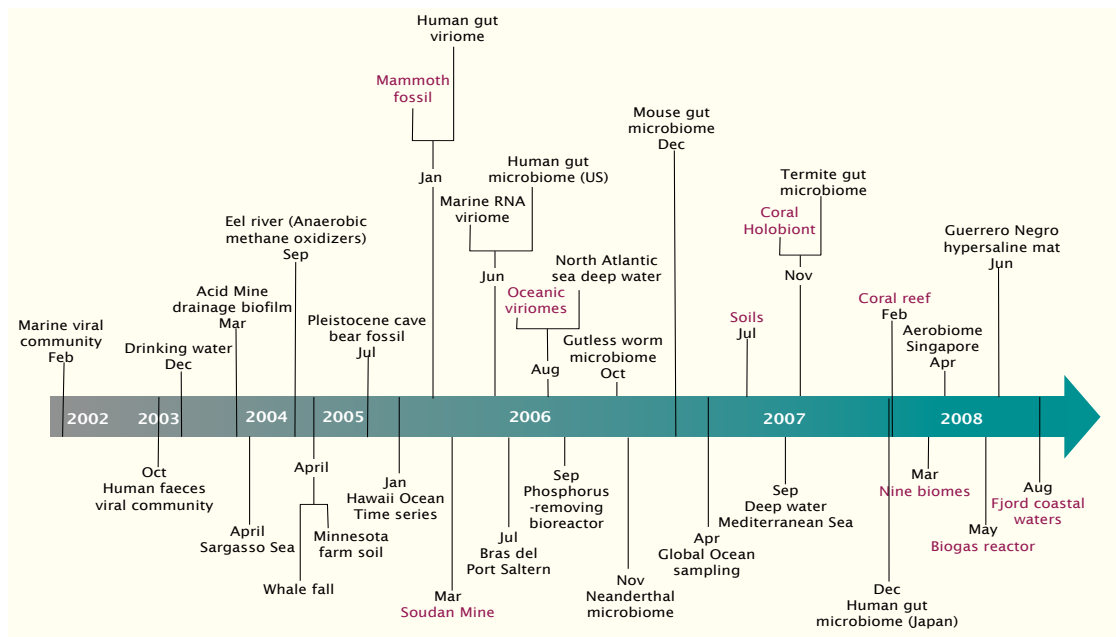 Human gut
viriome
Mammoth
fossil
Jan
Mouse gut
microbiome
Dec
Human gut
microbiome (US)
Marine RNA
viriome
Jun
Termite gut
microbiome
Coral
Holobiont
Nov
Eel river (Anaerobic
methane oxidizers)
Sep
North Atlantic
sea deep water
Oceanic
viriomes
Aug
Guerrero Negro
hypersaline mat
Jun
Acid Mine
drainage biofilm
Mar
Pleistocene cave
bear fossil
Jul
Gutless worm
microbiome
Oct
Soils
Jul
Coral reef
Feb
Aerobiome
Singapore
Apr
Marine viral
community
Feb
Drinking water
Dec
2002 2003 2004 2005 2006 2007 2008
Oct
Human faeces
viral community
April
Sargasso Sea
April
Minnesota
farm soil
Whale fall
Jan
Hawaii Ocean
Time series
Mar
Soudan Mine
Jul
Bras del
Port Saltern
Sep
Phosphorus
-removing
bioreactor
Nov
Neanderthal
microbiome
Apr
Global Ocean
sampling
Sep
Deep water
Mediterranean Sea
Dec
Human gut
microbiome (Japan)
Mar
Nine biomes
May
Biogas reactor
Aug
Fjord coastal
waters